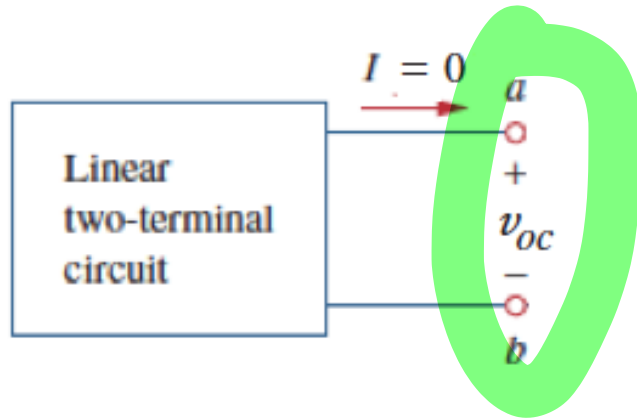 I = 0
a
Linear
two-terminal
circuit
+
v_oc
−
b